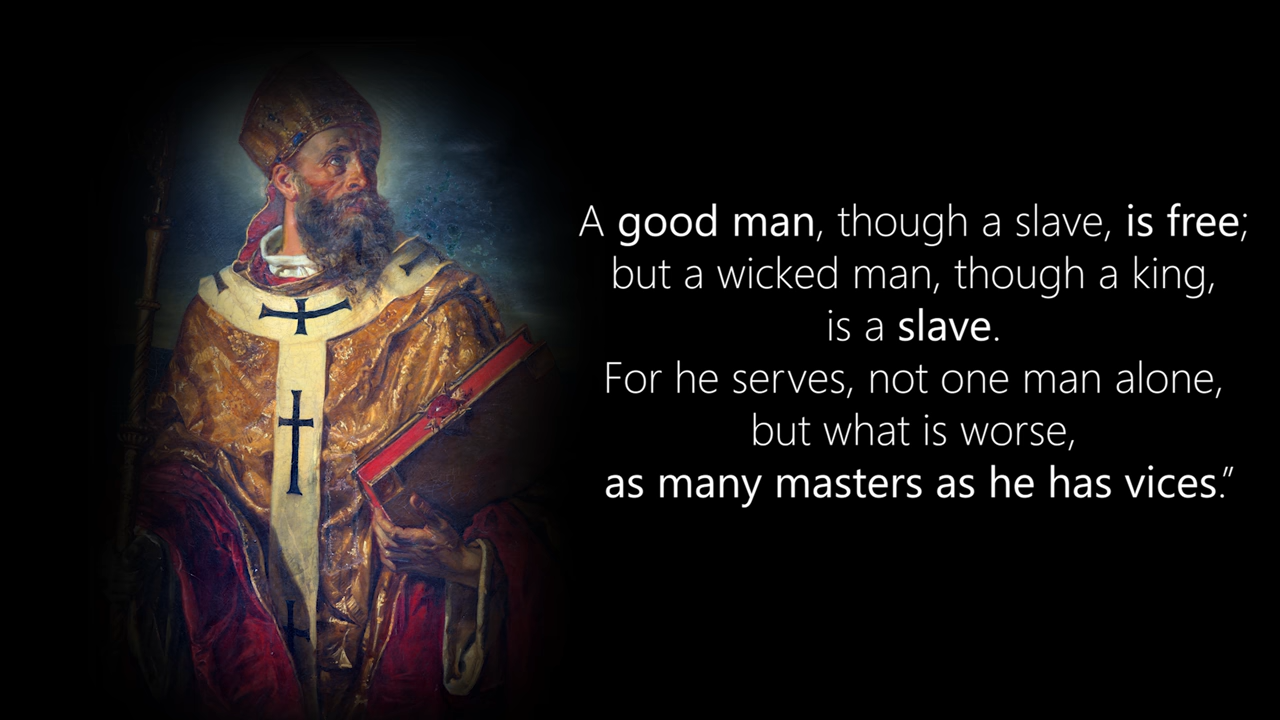 A good man, though a slave, is free;
but a wicked man, though a king,
is a slave.
For he serves, not one man alone,
but what is worse,
as many masters as he has vices.”